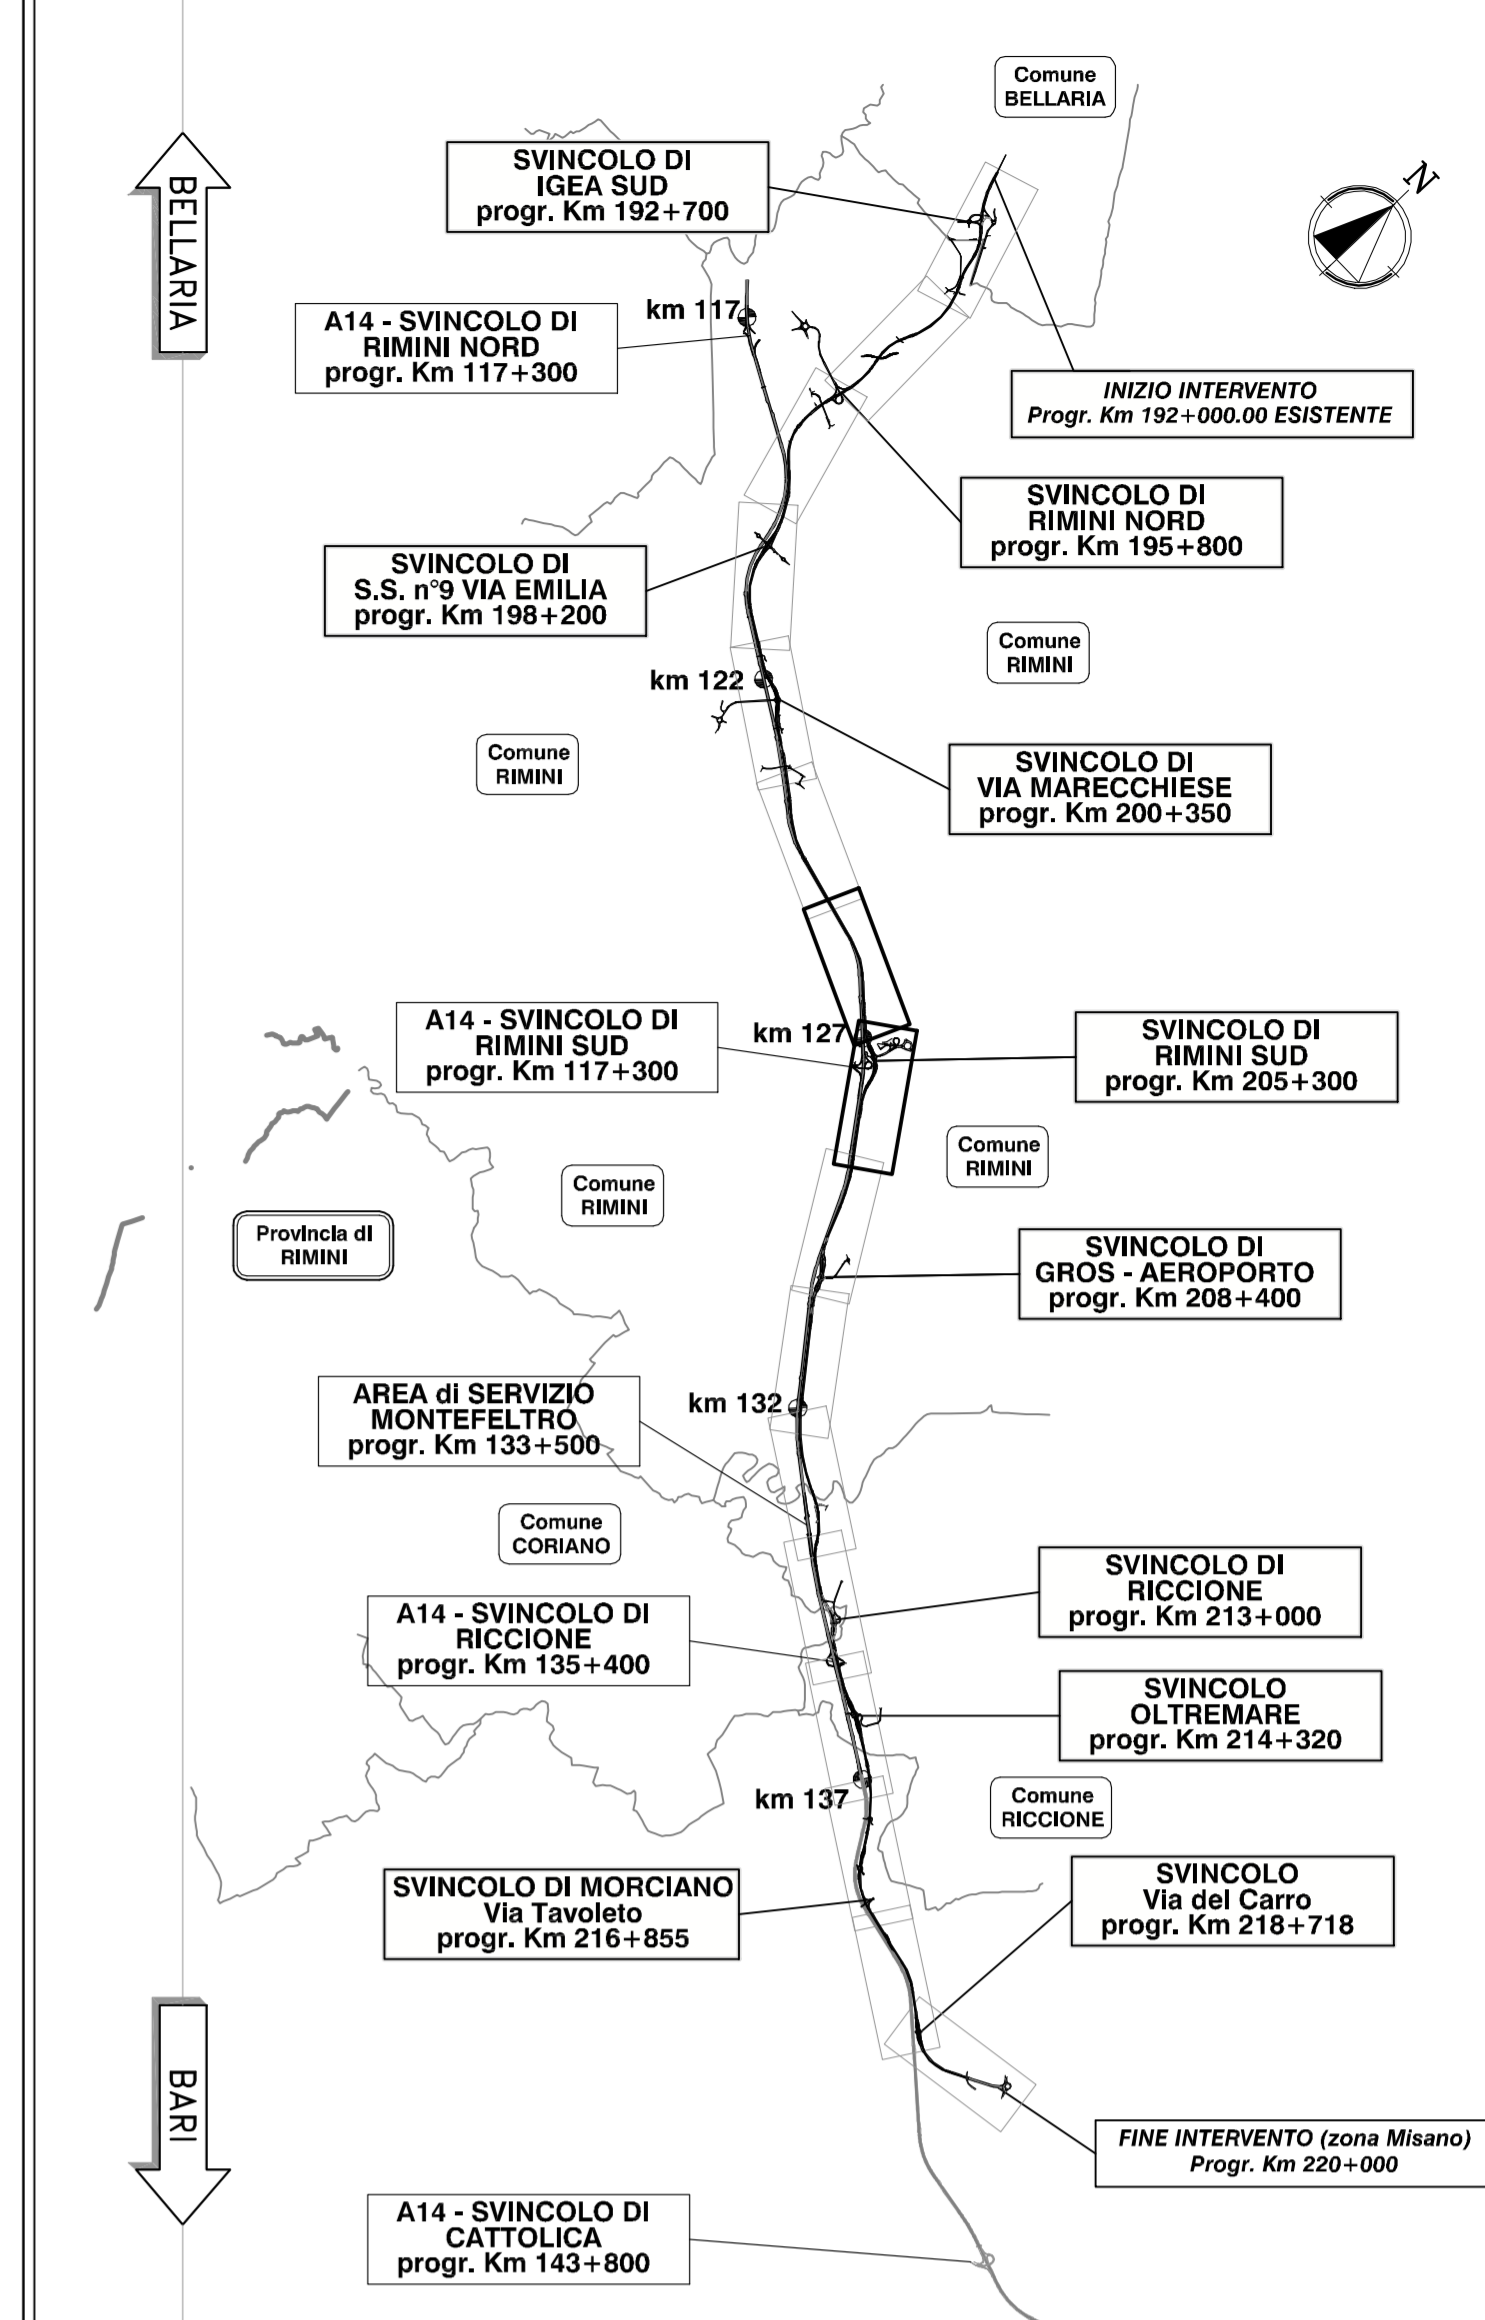 Comune
BELLARIA
BELLARIA
SVINCOLO DI
IGEA SUD
progr. Km 192+700
N
A14 - SVINCOLO DI
RIMINI NORD
progr. Km 117+300
km 117
INIZIO INTERVENTO
Progr. Km 192+000.00 ESISTENTE
SVINCOLO DI
RIMINI NORD
progr. Km 195+800
SVINCOLO DI
S.S. n°9 VIA EMILIA
progr. Km 198+200
Comune
RIMINI
km 122
Comune
RIMINI
SVINCOLO DI
VIA MARECCHIESE
progr. Km 200+350
A14 - SVINCOLO DI
RIMINI SUD
progr. Km 117+300
km 127
SVINCOLO DI
RIMINI SUD
progr. Km 205+300
Comune
RIMINI
Comune
RIMINI
Provincia di
RIMINI
SVINCOLO DI
GROS - AEROPORTO
progr. Km 208+400
AREA di SERVIZIO
MONTEFELTRO
progr. Km 133+500
km 132
Comune
CORIANO
SVINCOLO DI
RICCIONE
progr. Km 213+000
A14 - SVINCOLO DI
RICCIONE
progr. Km 135+400
SVINCOLO
OLTREMARE
progr. Km 214+320
km 137
Comune
RICCIONE
SVINCOLO DI MORCIANO
Via Tavoleto
progr. Km 216+855
SVINCOLO
Via del Carro
progr. Km 218+718
BARI
FINE INTERVENTO (zona Misano)
Progr. Km 220+000
A14 - SVINCOLO DI
CATTOLICA
progr. Km 143+800